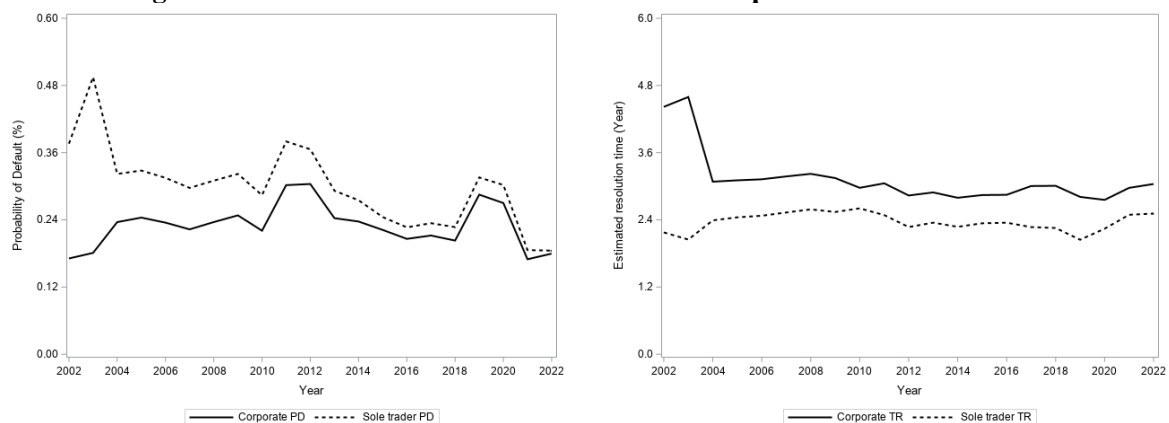 0.60
0.48
0.36
0.24
0.12
0.00
Probability of Default (%)
2002 2004 2006 2008 2010 2012 2014 2016 2018 2020 2022
Year
Corporate PD Sole trader PD
6.0
4.8
3.6
2.4
1.2
0.0
Estimated resolution time (Year)
2002 2004 2006 2008 2010 2012 2014 2016 2018 2020 2022
Year
Corporate TR Sole trader TR